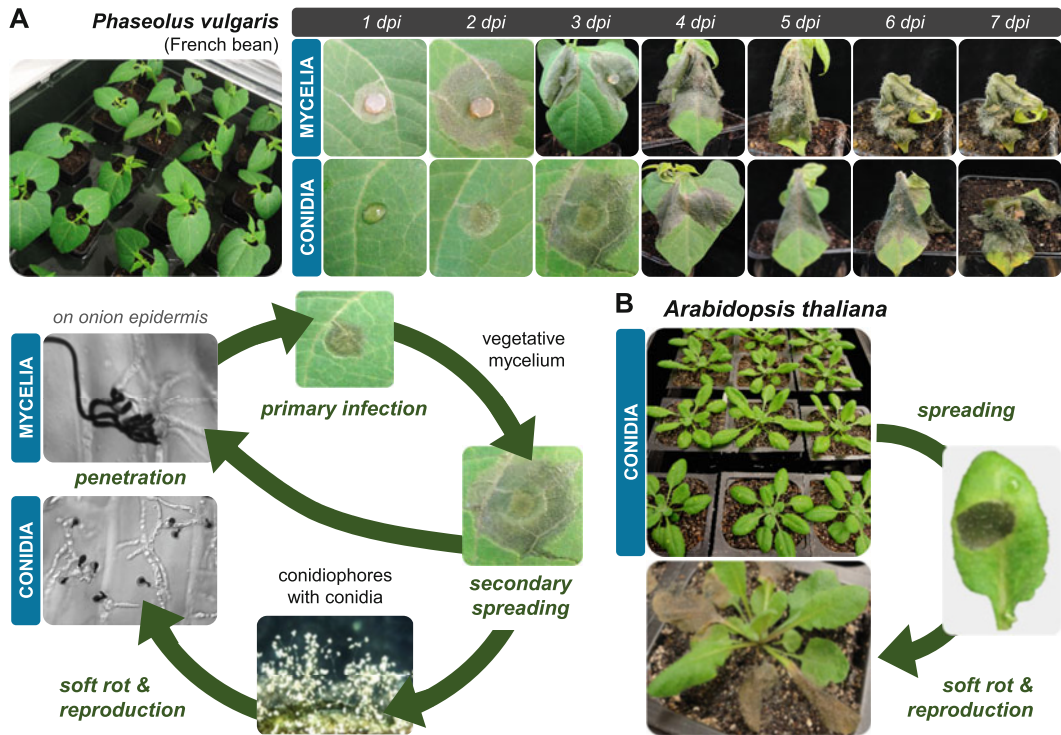 A
Phaseolus vulgaris
(French bean)
1 dpi
2 dpi
3 dpi
4 dpi
5 dpi
6 dpi
7 dpi
MYCELIA
CONIDIA
on onion epidermis
MYCELIA
penetration
CONIDIA
primary infection
vegetative
mycelium
secondary
spreading
conidiophores
with conidia
soft rot &
reproduction
B
Arabidopsis thaliana
CONIDIA
spreading
soft rot &
reproduction